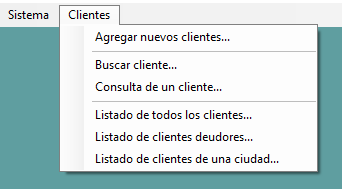 Sistema Clientes
Agregar nuevos clientes...
Buscar cliente...
Consulta de un cliente...
Listado de todos los clientes...
Listado de clientes deudores...
Listado de clientes de una ciudad...